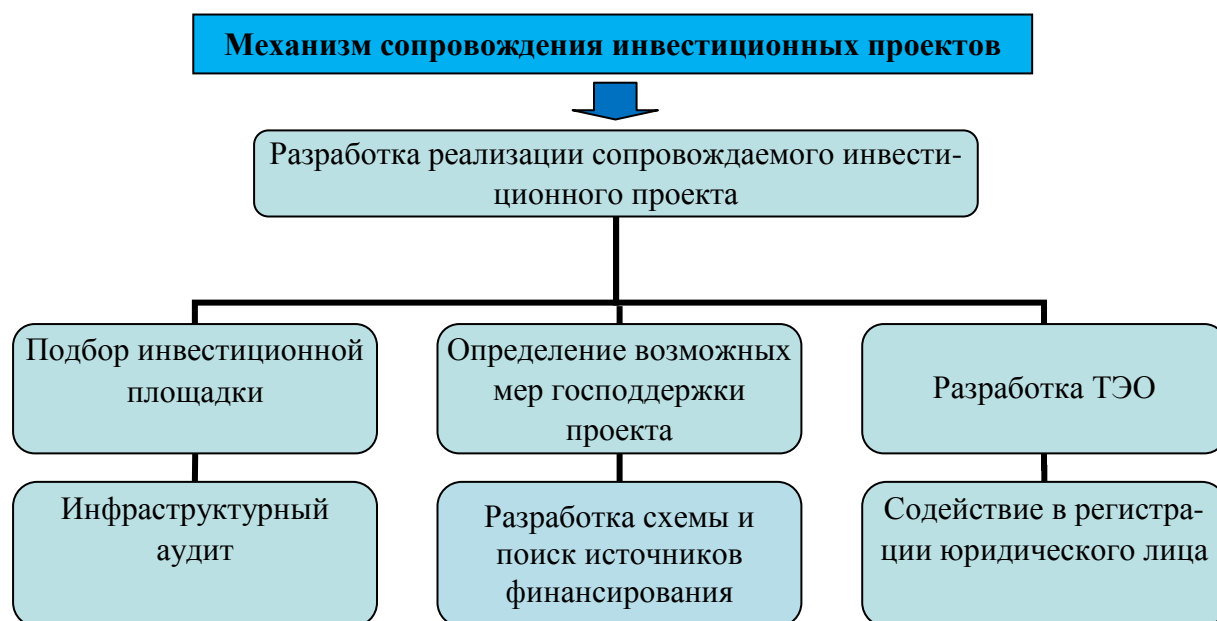 Механизм сопровождения инвестиционных проектов
Разработка реализации сопровождаемого инвести-
ционного проекта
Подбор инвестиционной
площадки
Определение возможных
мер господдержки
проекта
Разработка ТЭО
Инфраструктурный
аудит
Разработка схемы и
поиск источников
финансирования
Содействие в регистра-
ции юридического лица